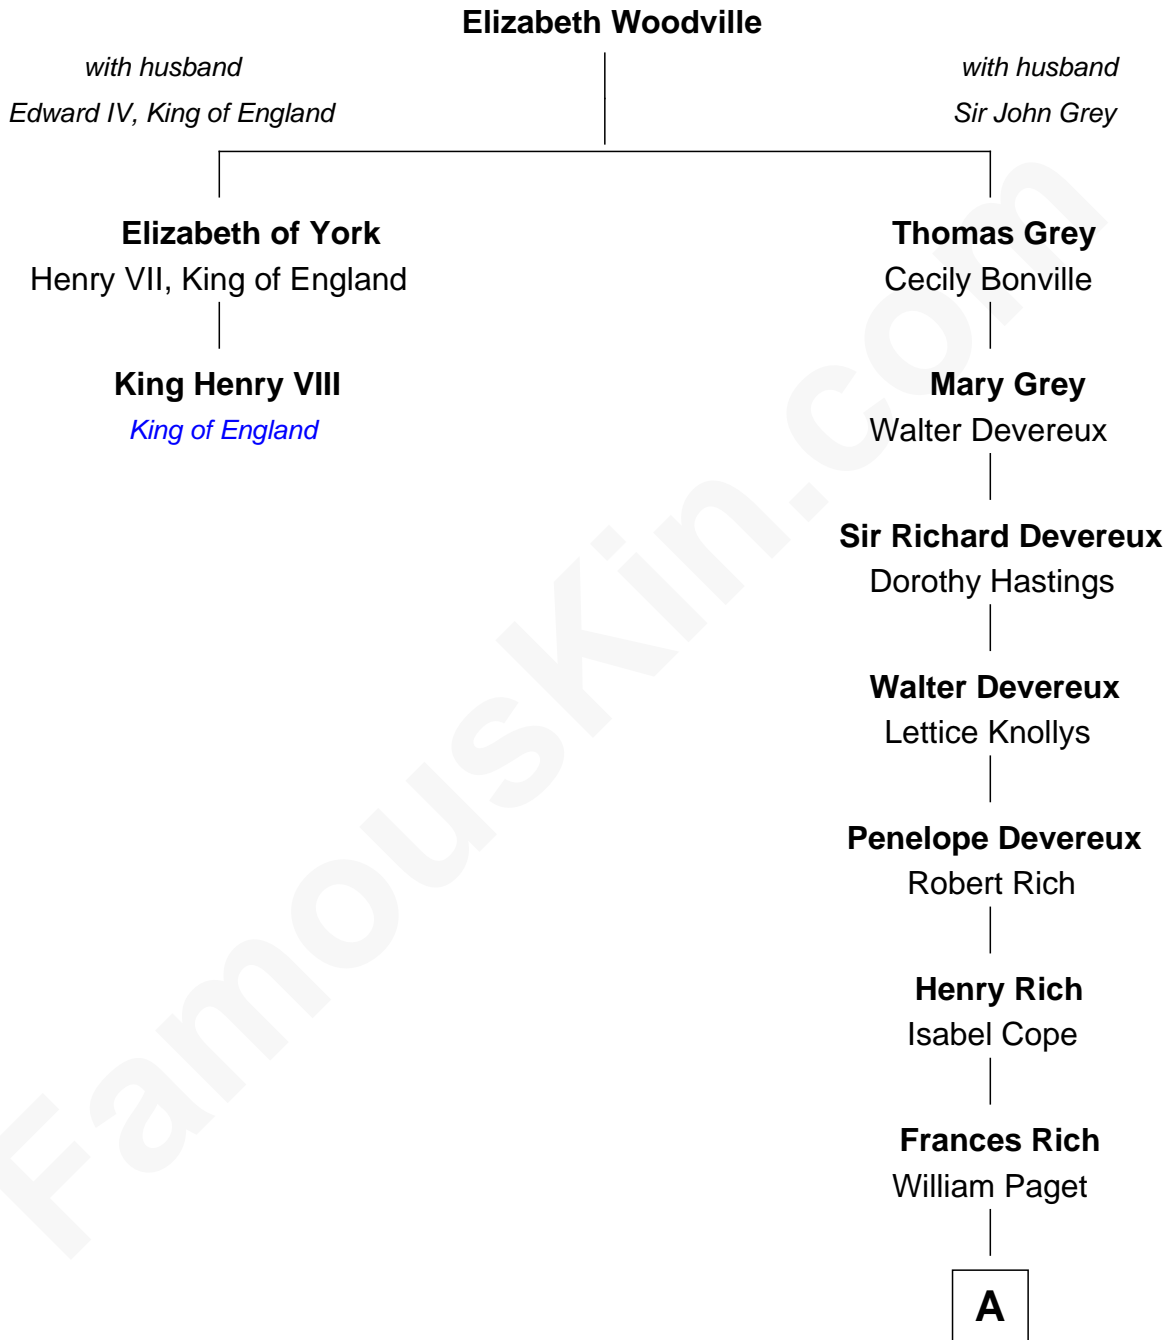 Elizabeth Woodville
with husband
Edward IV, King of England
with husband
Sir John Grey
Elizabeth of York
Henry VII, King of England
Thomas Grey
Cecily Bonville
King Henry VIII
King of England
Mary Grey
Walter Devereux
Sir Richard Devereux
Dorothy Hastings
Walter Devereux
Lettice Knollys
Penelope Devereux
Robert Rich
Henry Rich
Isabel Cope
Frances Rich
William Paget
A
FamousKin.com